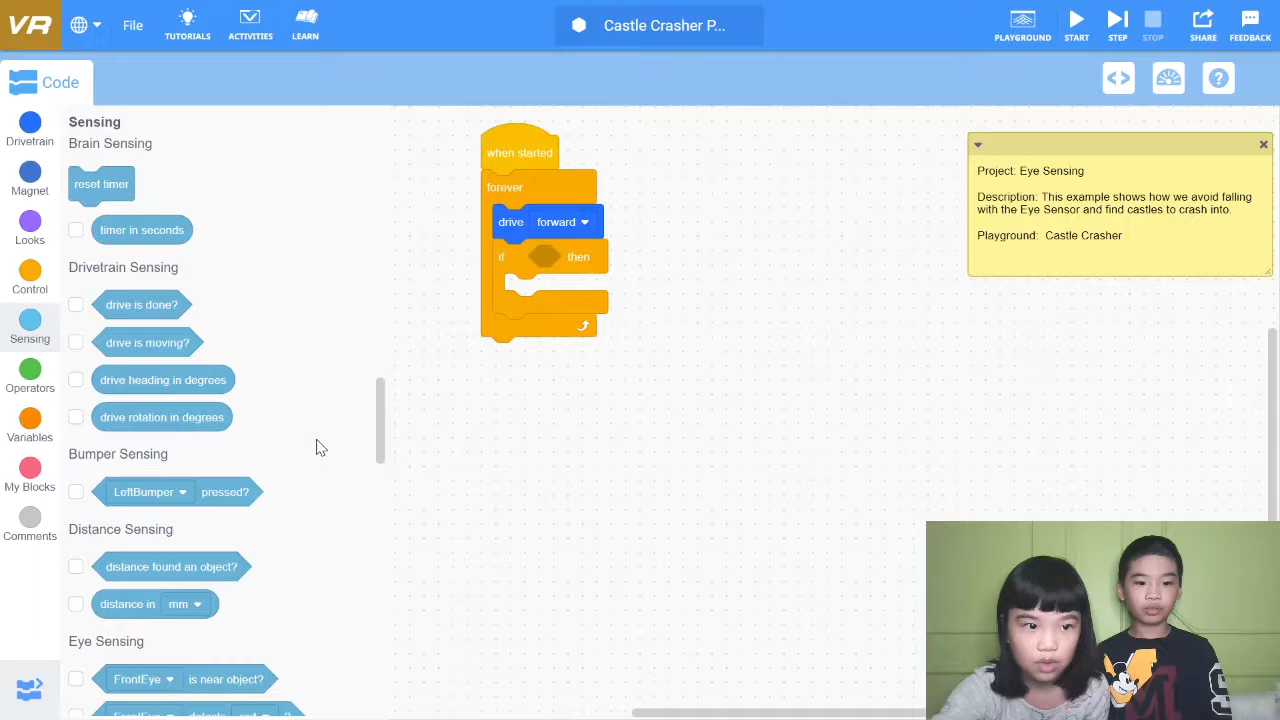 VR
File
TUTORIALS
ACTIVITIES
LEARN
Castle Crasher P...
PLAYGROUND
START
STEP
STOP
SHARE
FEEDBACK
Code
Drivetrain
Magnet
Looks
Control
Sensing
Operators
Variables
My Blocks
Comments
Sensing
Brain Sensing
reset timer
timer in seconds
Drivetrain Sensing
drive is done?
drive is moving?
drive heading in degrees
drive rotation in degrees
Bumper Sensing
LeftBumper pressed?
Distance Sensing
distance found an object?
distance in mm
Eye Sensing
FrontEye is near object?
when started
forever
drive forward
if then
Project: Eye Sensing
Description: This example shows how we avoid falling
with the Eye Sensor and find castles to crash into.
Playground: Castle Crasher